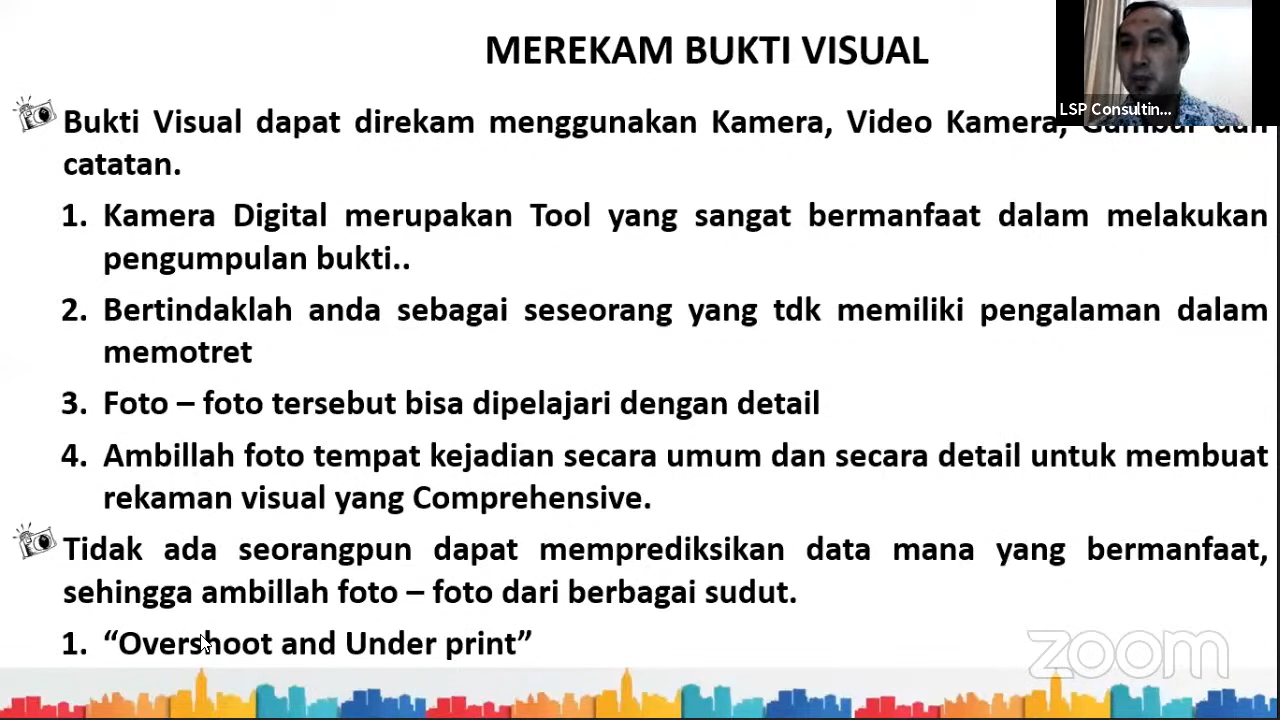 MEREKAM BUKTI VISUAL
LSP Consultin...
Bukti Visual dapat direkam menggunakan Kamera, Video Kamera,
catatan.
1. Kamera Digital merupakan Tool yang sangat bermanfaat dalam melakukan
pengumpulan bukti..
2. Bertindaklah anda sebagai seseorang yang tdk memiliki pengalaman dalam
memotret
3. Foto – foto tersebut bisa dipelajari dengan detail
4. Ambillah foto tempat kejadian secara umum dan secara detail untuk membuat
rekaman visual yang Comprehensive.
Tidak ada seorangpun dapat memprediksikan data mana yang bermanfaat,
sehingga ambillah foto – foto dari berbagai sudut.
1. “Overshoot and Under print”
zoom